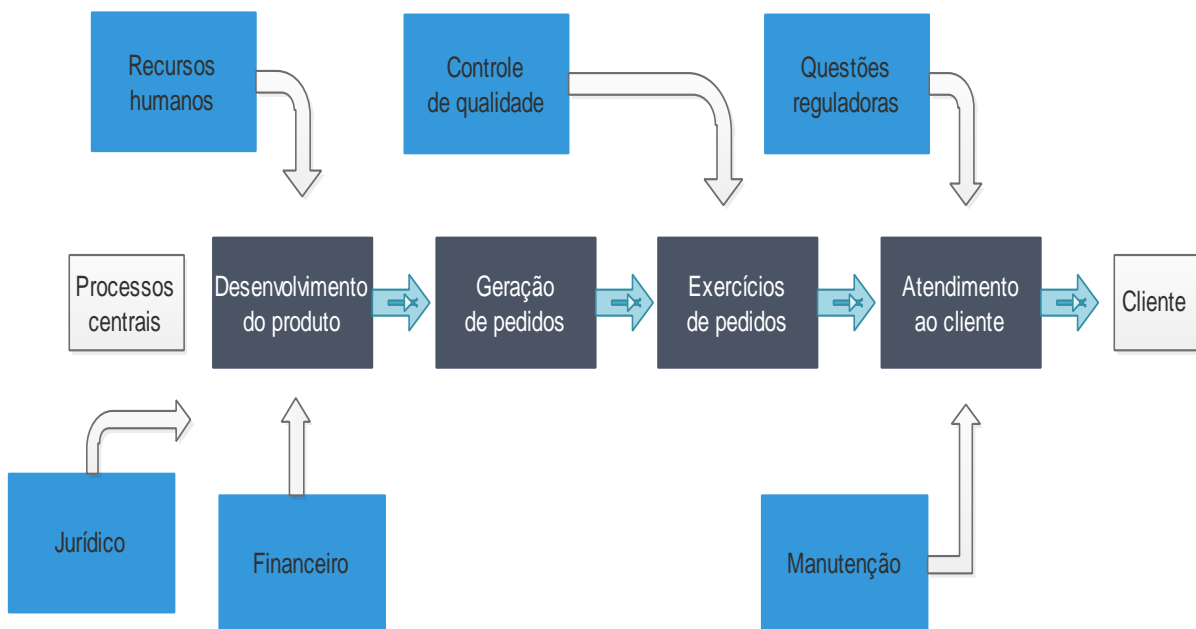 Recursos
humanos
Controle
de qualidade
Questões
reguladoras
Processos
centrais
Desenvolvimento
do produto
Geração
de pedidos
Exercícios
de pedidos
Atendimento
ao cliente
Cliente
Jurídico
Financeiro
Manutenção